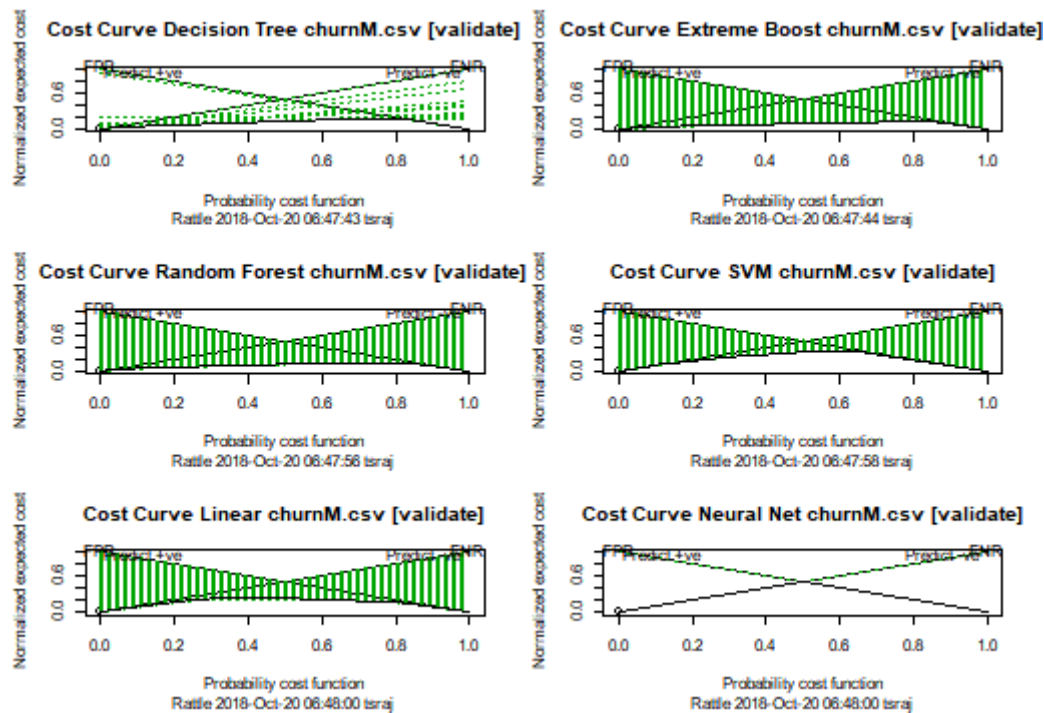 Cost Curve Decision Tree churnM.csv [validate]
FPR Predict +ve Predict -ve FNR
Normalized expected cost
0.0 0.6
0.0 0.2 0.4 0.6 0.8 1.0
Probability cost function
Rattle 2018-Oct-20 06:47:43 tsraj
Cost Curve Extreme Boost churnM.csv [validate]
FPR Predict +ve Predict -ve FNR
Normalized expected cost
0.0 0.6
0.0 0.2 0.4 0.6 0.8 1.0
Probability cost function
Rattle 2018-Oct-20 06:47:44 tsraj
Cost Curve Random Forest churnM.csv [validate]
FPR Predict +ve Predict -ve FNR
Normalized expected cost
0.0 0.6
0.0 0.2 0.4 0.6 0.8 1.0
Probability cost function
Rattle 2018-Oct-20 06:47:56 tsraj
Cost Curve SVM churnM.csv [validate]
FPR Predict +ve Predict -ve FNR
Normalized expected cost
0.0 0.6
0.0 0.2 0.4 0.6 0.8 1.0
Probability cost function
Rattle 2018-Oct-20 06:47:58 tsraj
Cost Curve Linear churnM.csv [validate]
FPR Predict +ve Predict -ve FNR
Normalized expected cost
0.0 0.6
0.0 0.2 0.4 0.6 0.8 1.0
Probability cost function
Rattle 2018-Oct-20 06:48:00 tsraj
Cost Curve Neural Net churnM.csv [validate]
FPR Predict +ve Predict -ve FNR
Normalized expected cost
0.0 0.6
0.0 0.2 0.4 0.6 0.8 1.0
Probability cost function
Rattle 2018-Oct-20 06:48:00 tsraj